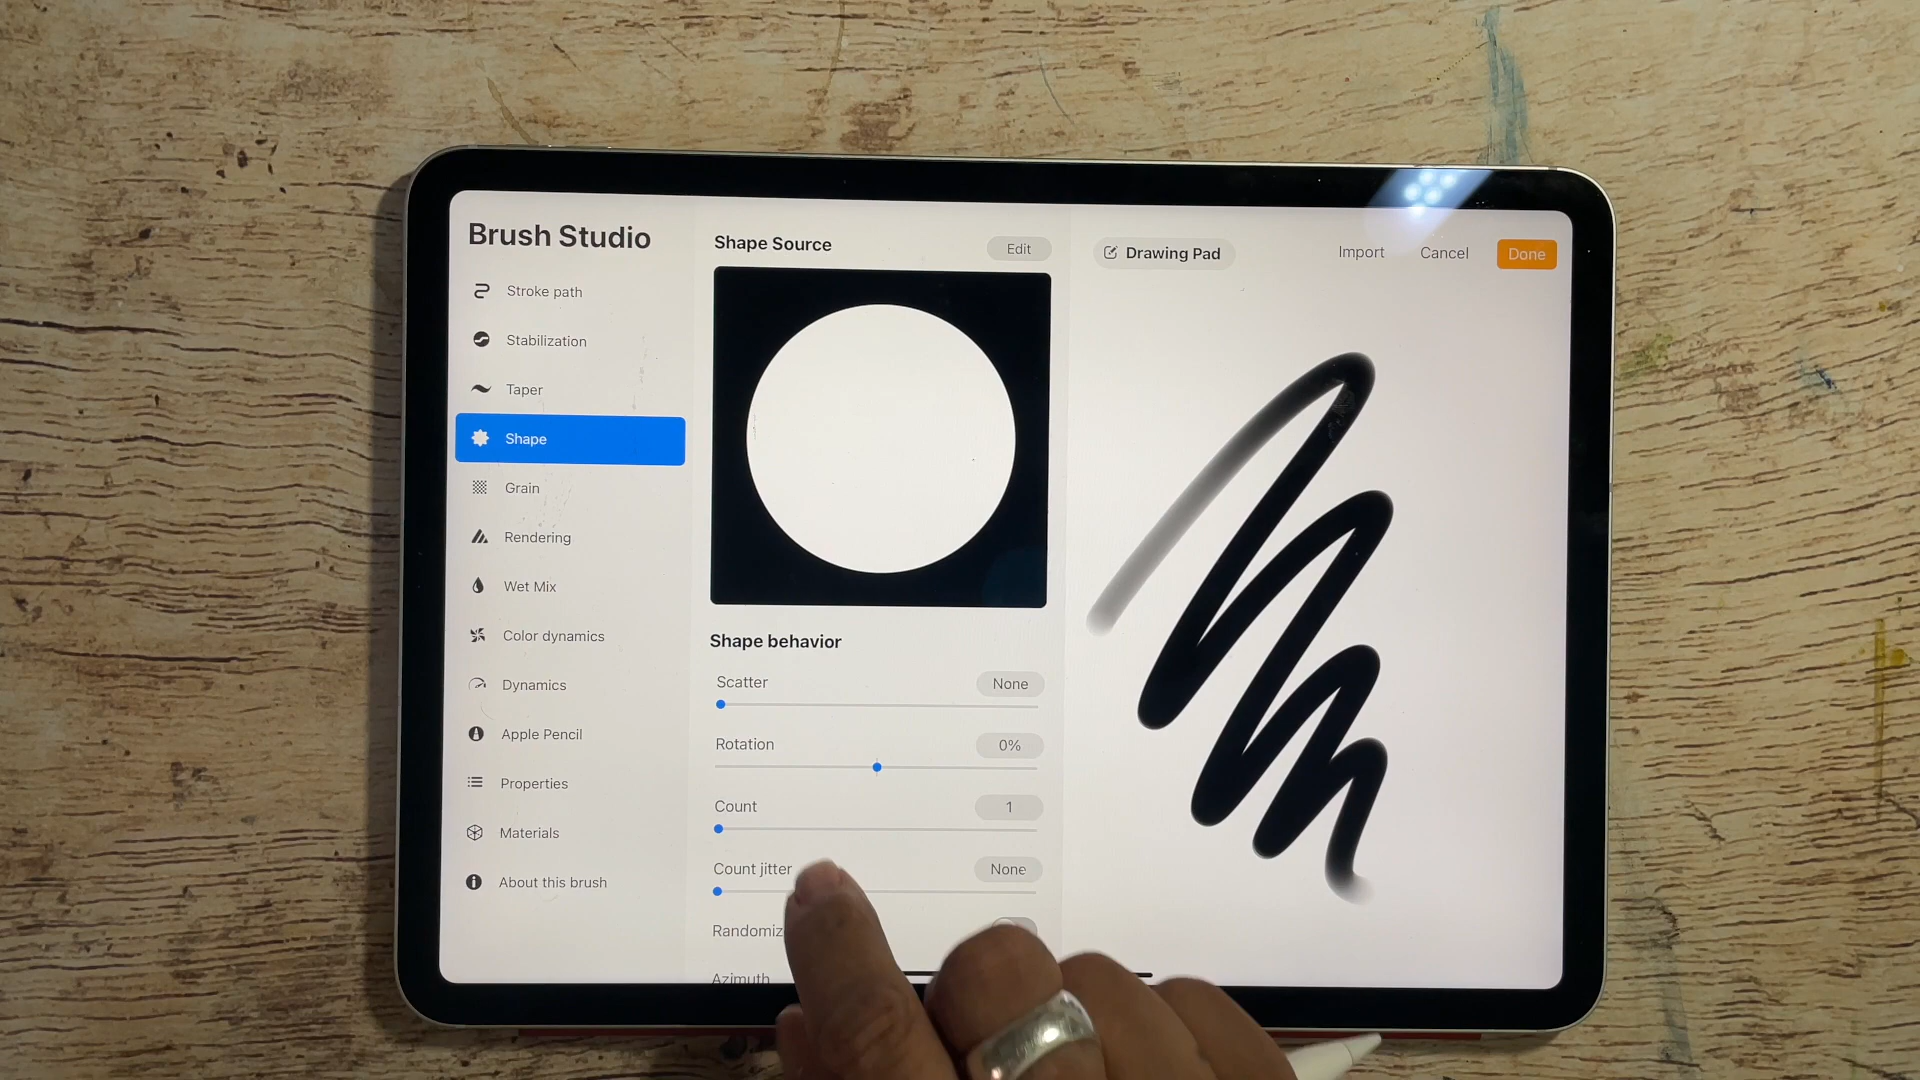 Brush Studio
Stroke path
Stabilization
Taper
Shape
Grain
Rendering
Wet Mix
Color dynamics
Dynamics
Apple Pencil
Properties
Materials
About this brush
Shape Source
Edit
Shape behavior
Scatter
None
Rotation
0%
Count
1
Count jitter
None
Azimuth
Drawing Pad
Import
Cancel
Done